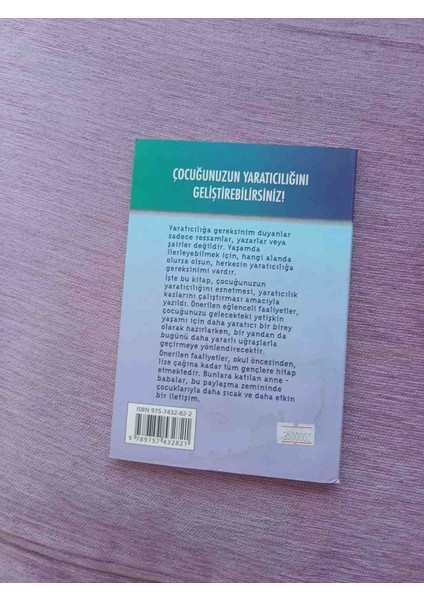 ÇOCUĞUNUZUN YARATICILIĞINI
GELİŞTİREBİLİRSİNİZ!
Yaratıcılığa gereksinim duyanlar
sadece ressamlar, yazarlar veya
şairler değildir. Yaşamda
ilerleyebilmek için, hangi alanda
olursa olsun, herkesin yaratıcılığa
gereksinimi vardır.
İşte bu kitap, çocuğunuzun
yaratıcılığını esnetmesi, yaratıcılık
kaslarını çalıştırması amacıyla
yazıldı. Önerilen eğlenceli faaliyetler,
çocuğunuzu gelecekteki yetişkin
yaşamı için daha yaratıcı bir birey
olarak hazırlarken, bir yandan da
bugünü daha yararlı uğraşlarla
geçirmeye yönlendirecektir.
Önerilen faaliyetler, okul öncesinden,
lise çağına kadar tüm gençlere hitap
etmektedir. Bunlara katılan anne -
babalar, bu paylaşma zemininde
çocuklarıyla daha sıcak ve daha etkin
bir iletişim.
ISBN 975-7432-82-2
9 789757 432821